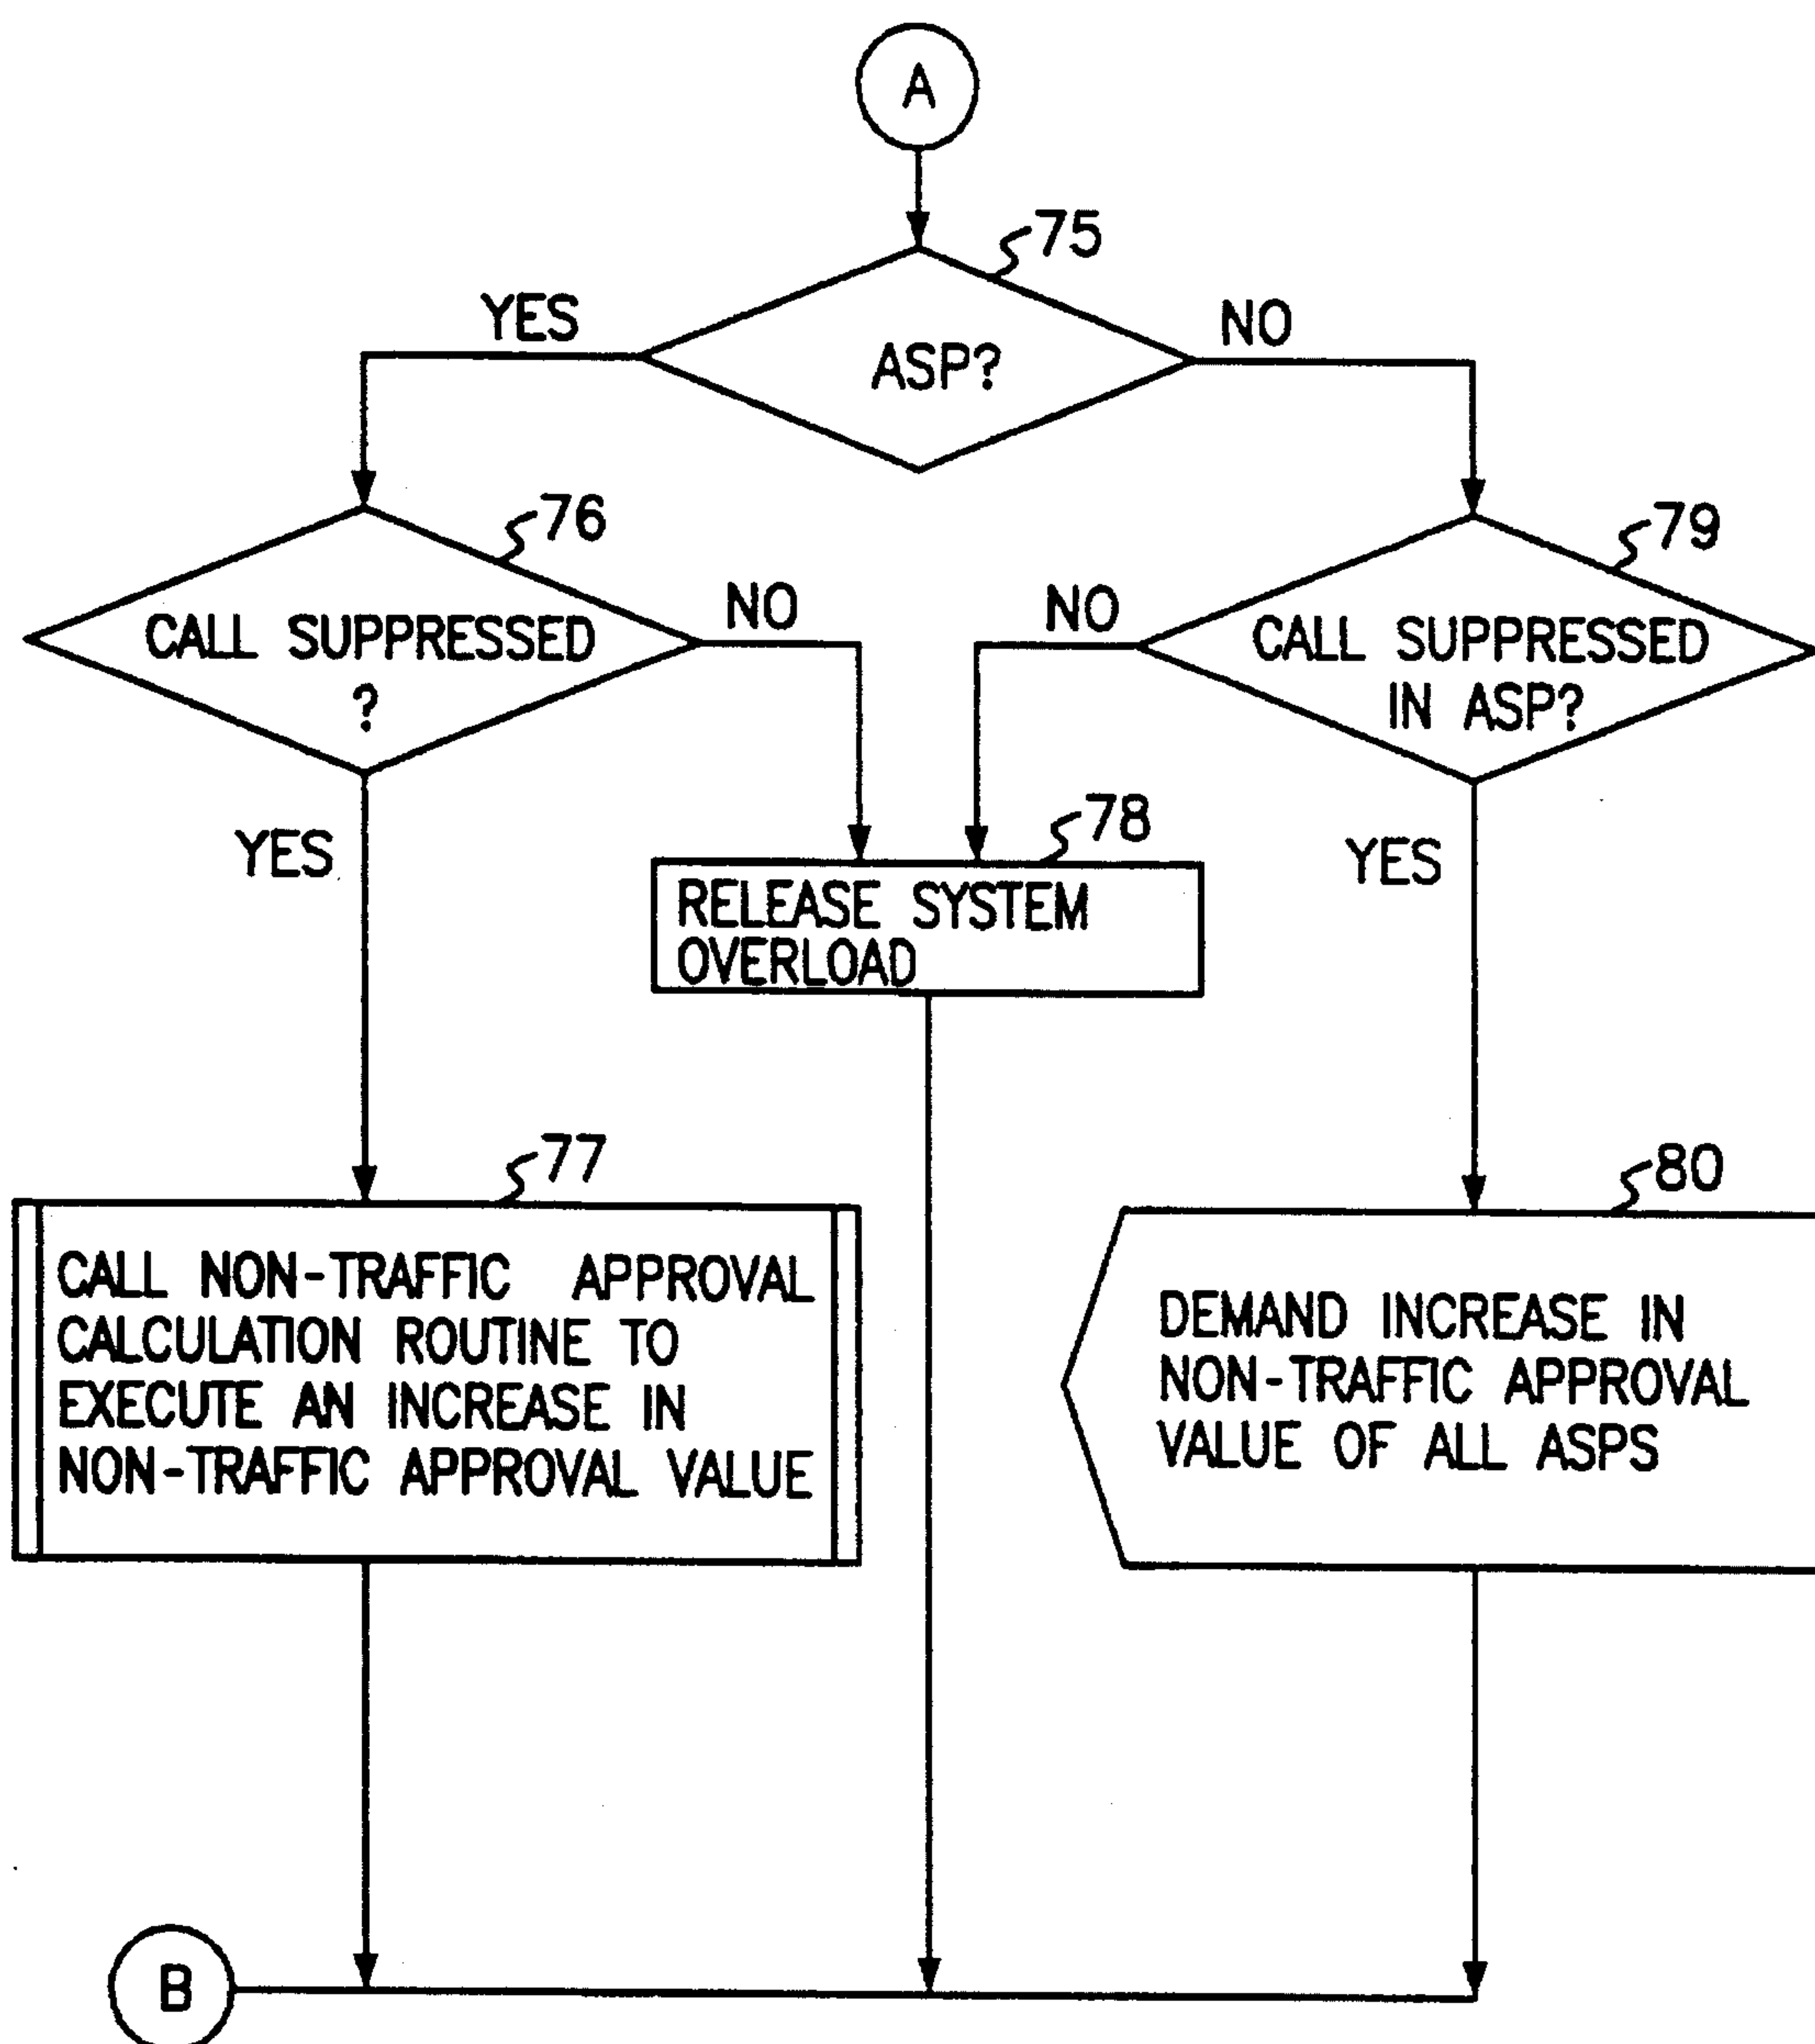 A
75
YES
NO
ASP?
76
79
NO
NO
CALL SUPPRESSED
?
CALL SUPPRESSED
IN ASP?
78
YES
YES
RELEASE SYSTEM
OVERLOAD
77
80
CALL NON-TRAFFIC APPROVAL
CALCULATION ROUTINE TO
EXECUTE AN INCREASE IN
NON-TRAFFIC APPROVAL VALUE
DEMAND INCREASE IN
NON-TRAFFIC APPROVAL
VALUE OF ALL ASPS
B